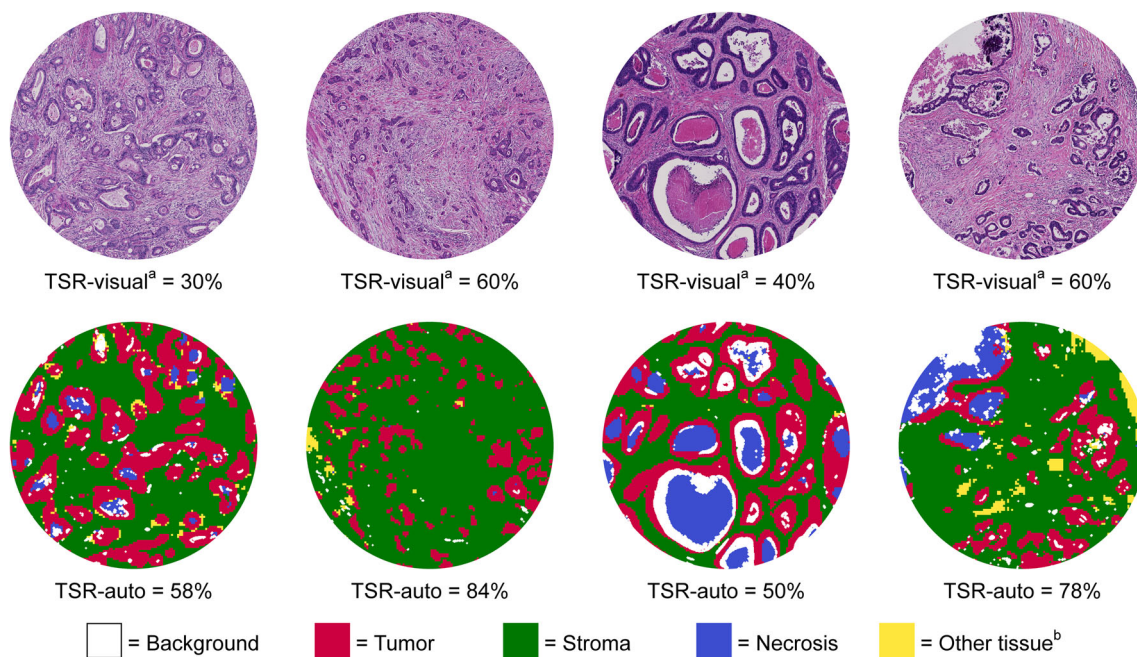 TSR-visualᵃ = 30% TSR-visualᵃ = 60% TSR-visualᵃ = 40% TSR-visualᵃ = 60%
TSR-auto = 58% TSR-auto = 84% TSR-auto = 50% TSR-auto = 78%
= Background = Tumor = Stroma = Necrosis = Other tissueᵇ